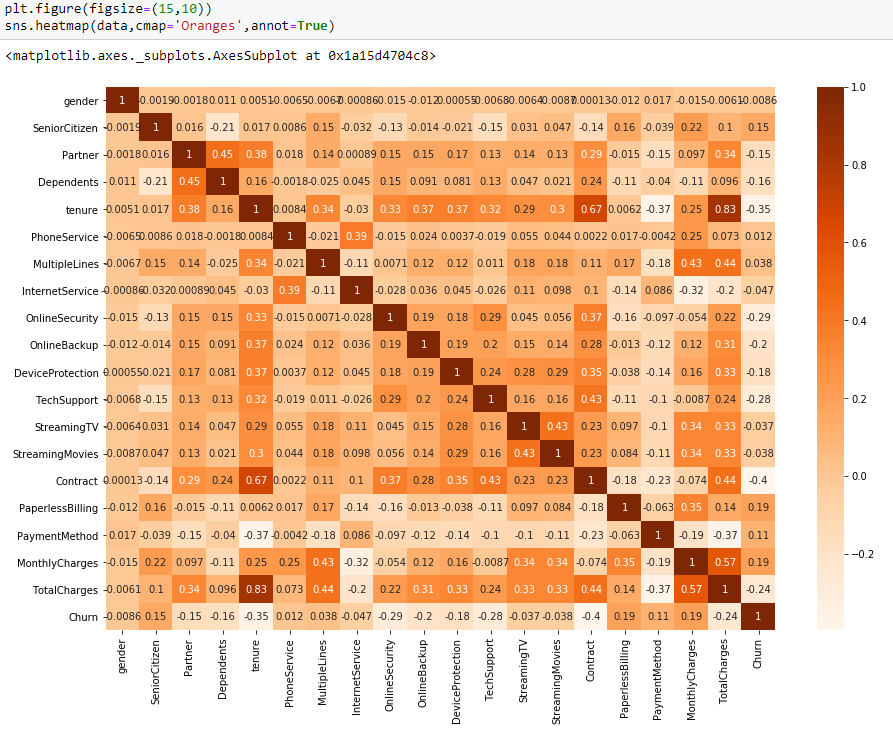 plt.figure(figsize=(15,10))
sns.heatmap(data,cmap='Oranges',annot=True)
<matplotlib.axes._subplots.AxesSubplot at 0x1a15d4704c8>
gender 1 -0.0019 -0.0018 0.011 0.0051 -0.0065 -0.0067 0.00086 -0.015 -0.012 0.00055 -0.0068 -0.0064 0.0087 0.00013 -0.012 0.017 -0.015 -0.0061 -0.0086
SeniorCitizen -0.0019 1 0.016 -0.21 0.017 0.0086 0.15 -0.032 -0.13 -0.014 -0.021 -0.15 0.031 0.047 -0.14 0.16 -0.039 0.22 0.1 0.15
Partner -0.0018 0.016 1 0.45 0.38 0.018 0.14 0.00089 0.15 0.15 0.17 0.13 0.14 0.13 0.29 -0.015 -0.15 0.097 0.34 -0.15
Dependents 0.011 -0.21 0.45 1 0.16 -0.0018 -0.025 0.045 0.15 0.091 0.081 0.13 0.047 0.021 0.24 -0.11 -0.04 -0.11 0.096 -0.16
tenure 0.0051 0.017 0.38 0.16 1 0.0084 0.34 -0.03 0.33 0.37 0.37 0.32 0.29 0.3 0.67 0.0062 -0.37 0.25 0.83 -0.35
PhoneService -0.0065 0.0086 0.018 -0.0018 0.0084 1 -0.021 0.39 -0.015 0.024 0.0037 -0.019 0.055 0.044 0.0022 0.017 -0.0042 0.25 0.073 0.012
MultipleLines -0.0067 0.15 0.14 -0.025 0.34 -0.021 1 -0.11 0.0071 0.12 0.12 0.011 0.18 0.18 0.11 0.17 -0.18 0.43 0.44 0.038
InternetService -0.00086 -0.032 0.00089 0.045 -0.03 0.39 -0.11 1 -0.028 0.036 0.045 -0.026 0.11 0.098 0.1 -0.14 0.086 -0.32 -0.2 -0.047
OnlineSecurity -0.015 -0.13 0.15 0.15 0.33 -0.015 0.0071 -0.028 1 0.19 0.18 0.29 0.045 0.056 0.37 -0.16 -0.097 -0.054 0.22 -0.29
OnlineBackup -0.012 -0.014 0.15 0.091 0.37 0.024 0.12 0.036 0.19 1 0.19 0.2 0.15 0.14 0.28 -0.013 -0.12 0.12 0.31 -0.2
DeviceProtection 0.00055 -0.021 0.17 0.081 0.37 0.0037 0.12 0.045 0.18 0.19 1 0.24 0.28 0.29 0.35 -0.038 -0.14 0.16 0.33 -0.18
TechSupport -0.0068 -0.15 0.13 0.13 0.32 -0.019 0.011 -0.026 0.29 0.2 0.24 1 0.16 0.16 0.43 -0.11 -0.1 -0.0087 0.24 -0.28
StreamingTV -0.0064 0.031 0.14 0.047 0.29 0.055 0.18 0.11 0.045 0.15 0.28 0.16 1 0.43 0.23 0.097 -0.1 0.34 0.33 -0.037
StreamingMovies -0.0087 0.047 0.13 0.021 0.3 0.044 0.18 0.098 0.056 0.14 0.29 0.16 0.43 1 0.23 0.084 -0.11 0.34 0.33 -0.038
Contract 0.00013 -0.14 0.29 0.24 0.67 0.0022 0.11 0.1 0.37 0.28 0.35 0.43 0.23 0.23 1 -0.18 -0.23 -0.074 0.44 -0.4
PaperlessBilling -0.012 0.16 -0.015 -0.11 0.0062 0.017 0.17 -0.14 -0.16 -0.013 -0.038 -0.11 0.097 0.084 -0.18 1 -0.063 0.35 0.14 0.19
PaymentMethod 0.017 -0.039 -0.15 -0.04 -0.37 -0.0042 -0.18 0.086 -0.097 -0.12 -0.14 -0.1 -0.1 -0.11 -0.23 -0.063 1 -0.19 -0.37 0.11
MonthlyCharges -0.015 0.22 0.097 -0.11 0.25 0.25 0.43 -0.32 -0.054 0.12 0.16 -0.0087 0.34 0.34 -0.074 0.35 -0.19 1 0.57 0.19
TotalCharges -0.0061 0.1 0.34 0.096 0.83 0.073 0.44 -0.2 0.22 0.31 0.33 0.24 0.33 0.33 0.44 0.14 -0.37 0.57 1 -0.24
Churn -0.0086 0.15 -0.15 -0.16 -0.35 0.012 0.038 -0.047 -0.29 -0.2 -0.18 -0.28 -0.037 -0.038 -0.4 0.19 0.11 0.19 -0.24 1
gender
SeniorCitizen
Partner
Dependents
tenure
PhoneService
MultipleLines
InternetService
OnlineSecurity
OnlineBackup
DeviceProtection
TechSupport
StreamingTV
StreamingMovies
Contract
PaperlessBilling
PaymentMethod
MonthlyCharges
TotalCharges
Churn
1.0
0.8
0.6
0.4
0.2
0.0
−0.2